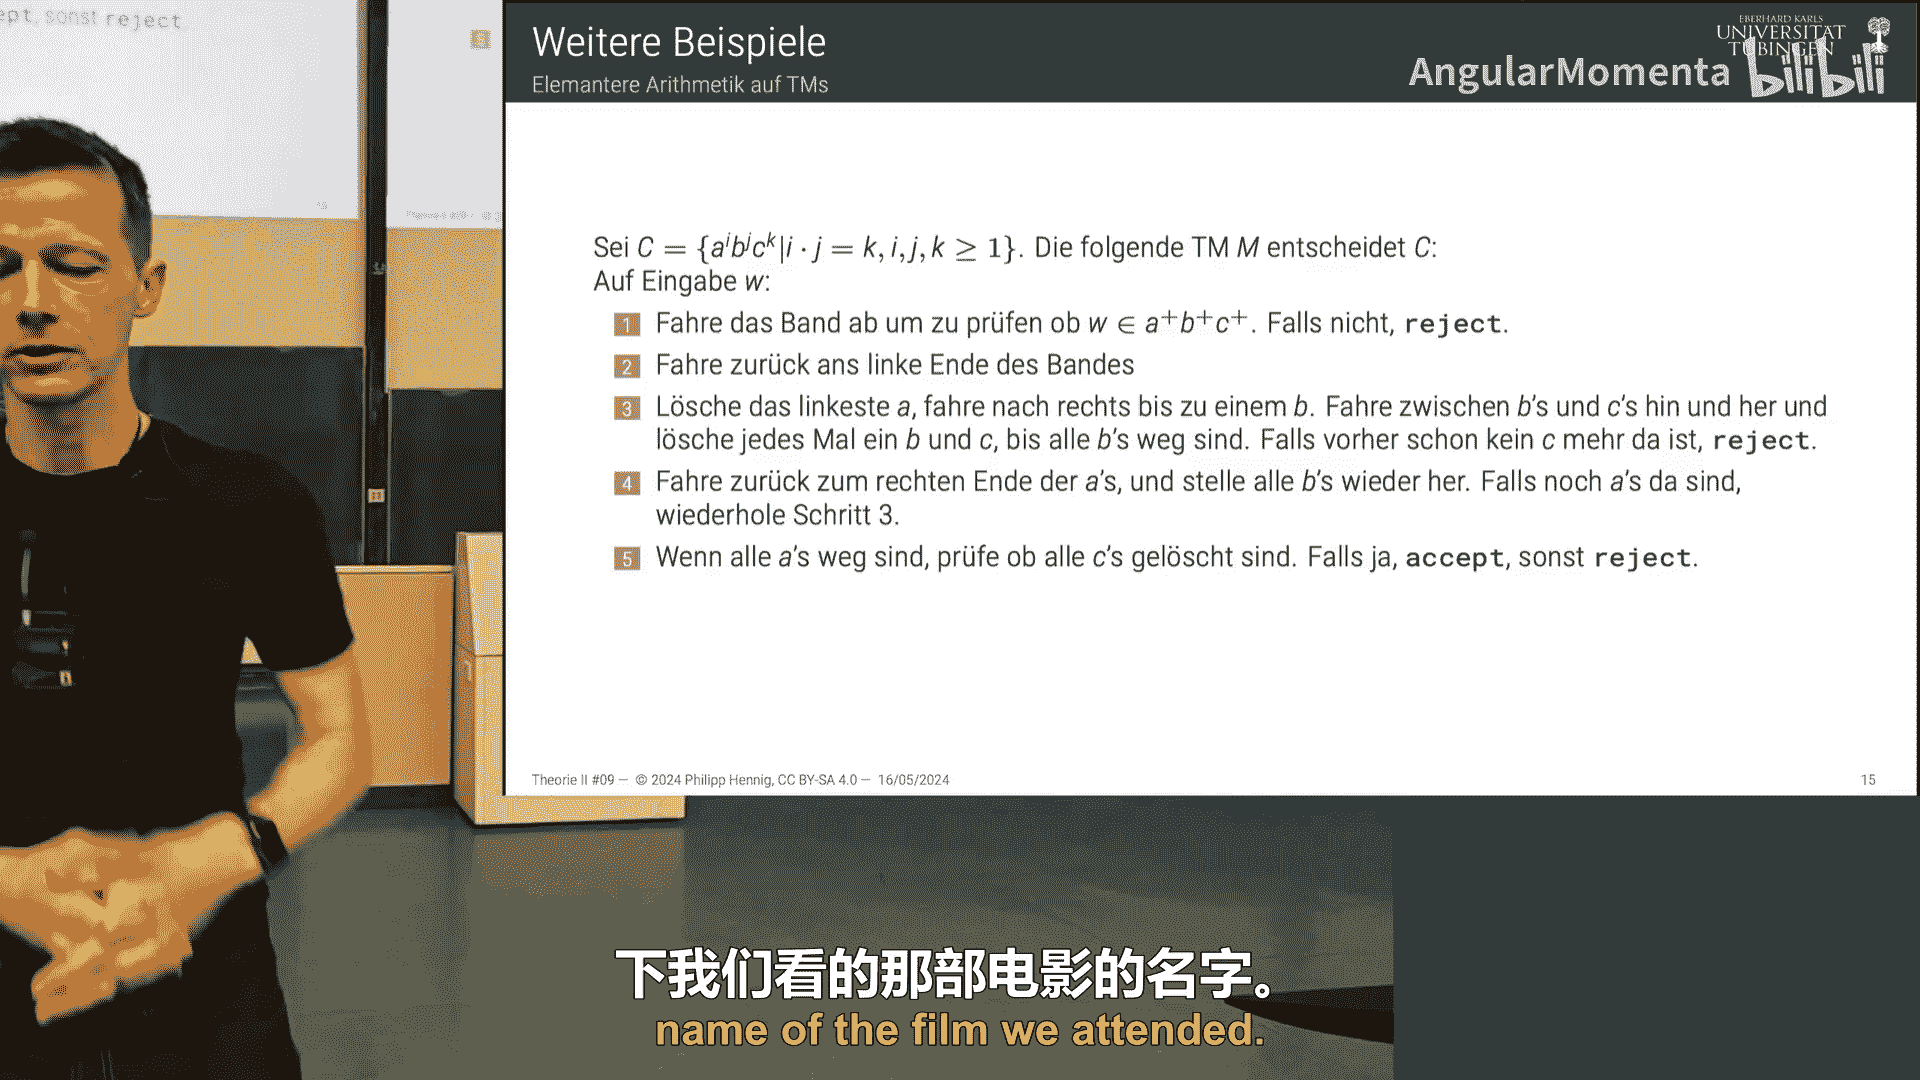 ept, sonst reject
Weitere Beispiele
Elemantere Arithmetik auf TMs
EBERHARD KARLS
UNIVERSITÄT
TÜBINGEN
AngularMomenta
bilibili
Sei C = {aⁱbʲcᵏ|i · j = k, i, j, k ≥ 1}. Die folgende TM M entscheidet C:
Auf Eingabe w:
1 Fahre das Band ab um zu prüfen ob w ∈ a⁺b⁺c⁺. Falls nicht, reject.
2 Fahre zurück ans linke Ende des Bandes
3 Lösche das linkeste a, fahre nach rechts bis zu einem b. Fahre zwischen b's und c's hin und her und
lösche jedes Mal ein b und c, bis alle b's weg sind. Falls vorher schon kein c mehr da ist, reject.
4 Fahre zurück zum rechten Ende der a's, und stelle alle b's wieder her. Falls noch a's da sind,
wiederhole Schritt 3.
5 Wenn alle a's weg sind, prüfe ob alle c's gelöscht sind. Falls ja, accept, sonst reject.
Theorie II #09 — © 2024 Philipp Hennig, CC BY-SA 4.0 — 16/05/2024
15
下我们看的那部电影的名字。
name of the film we attended.